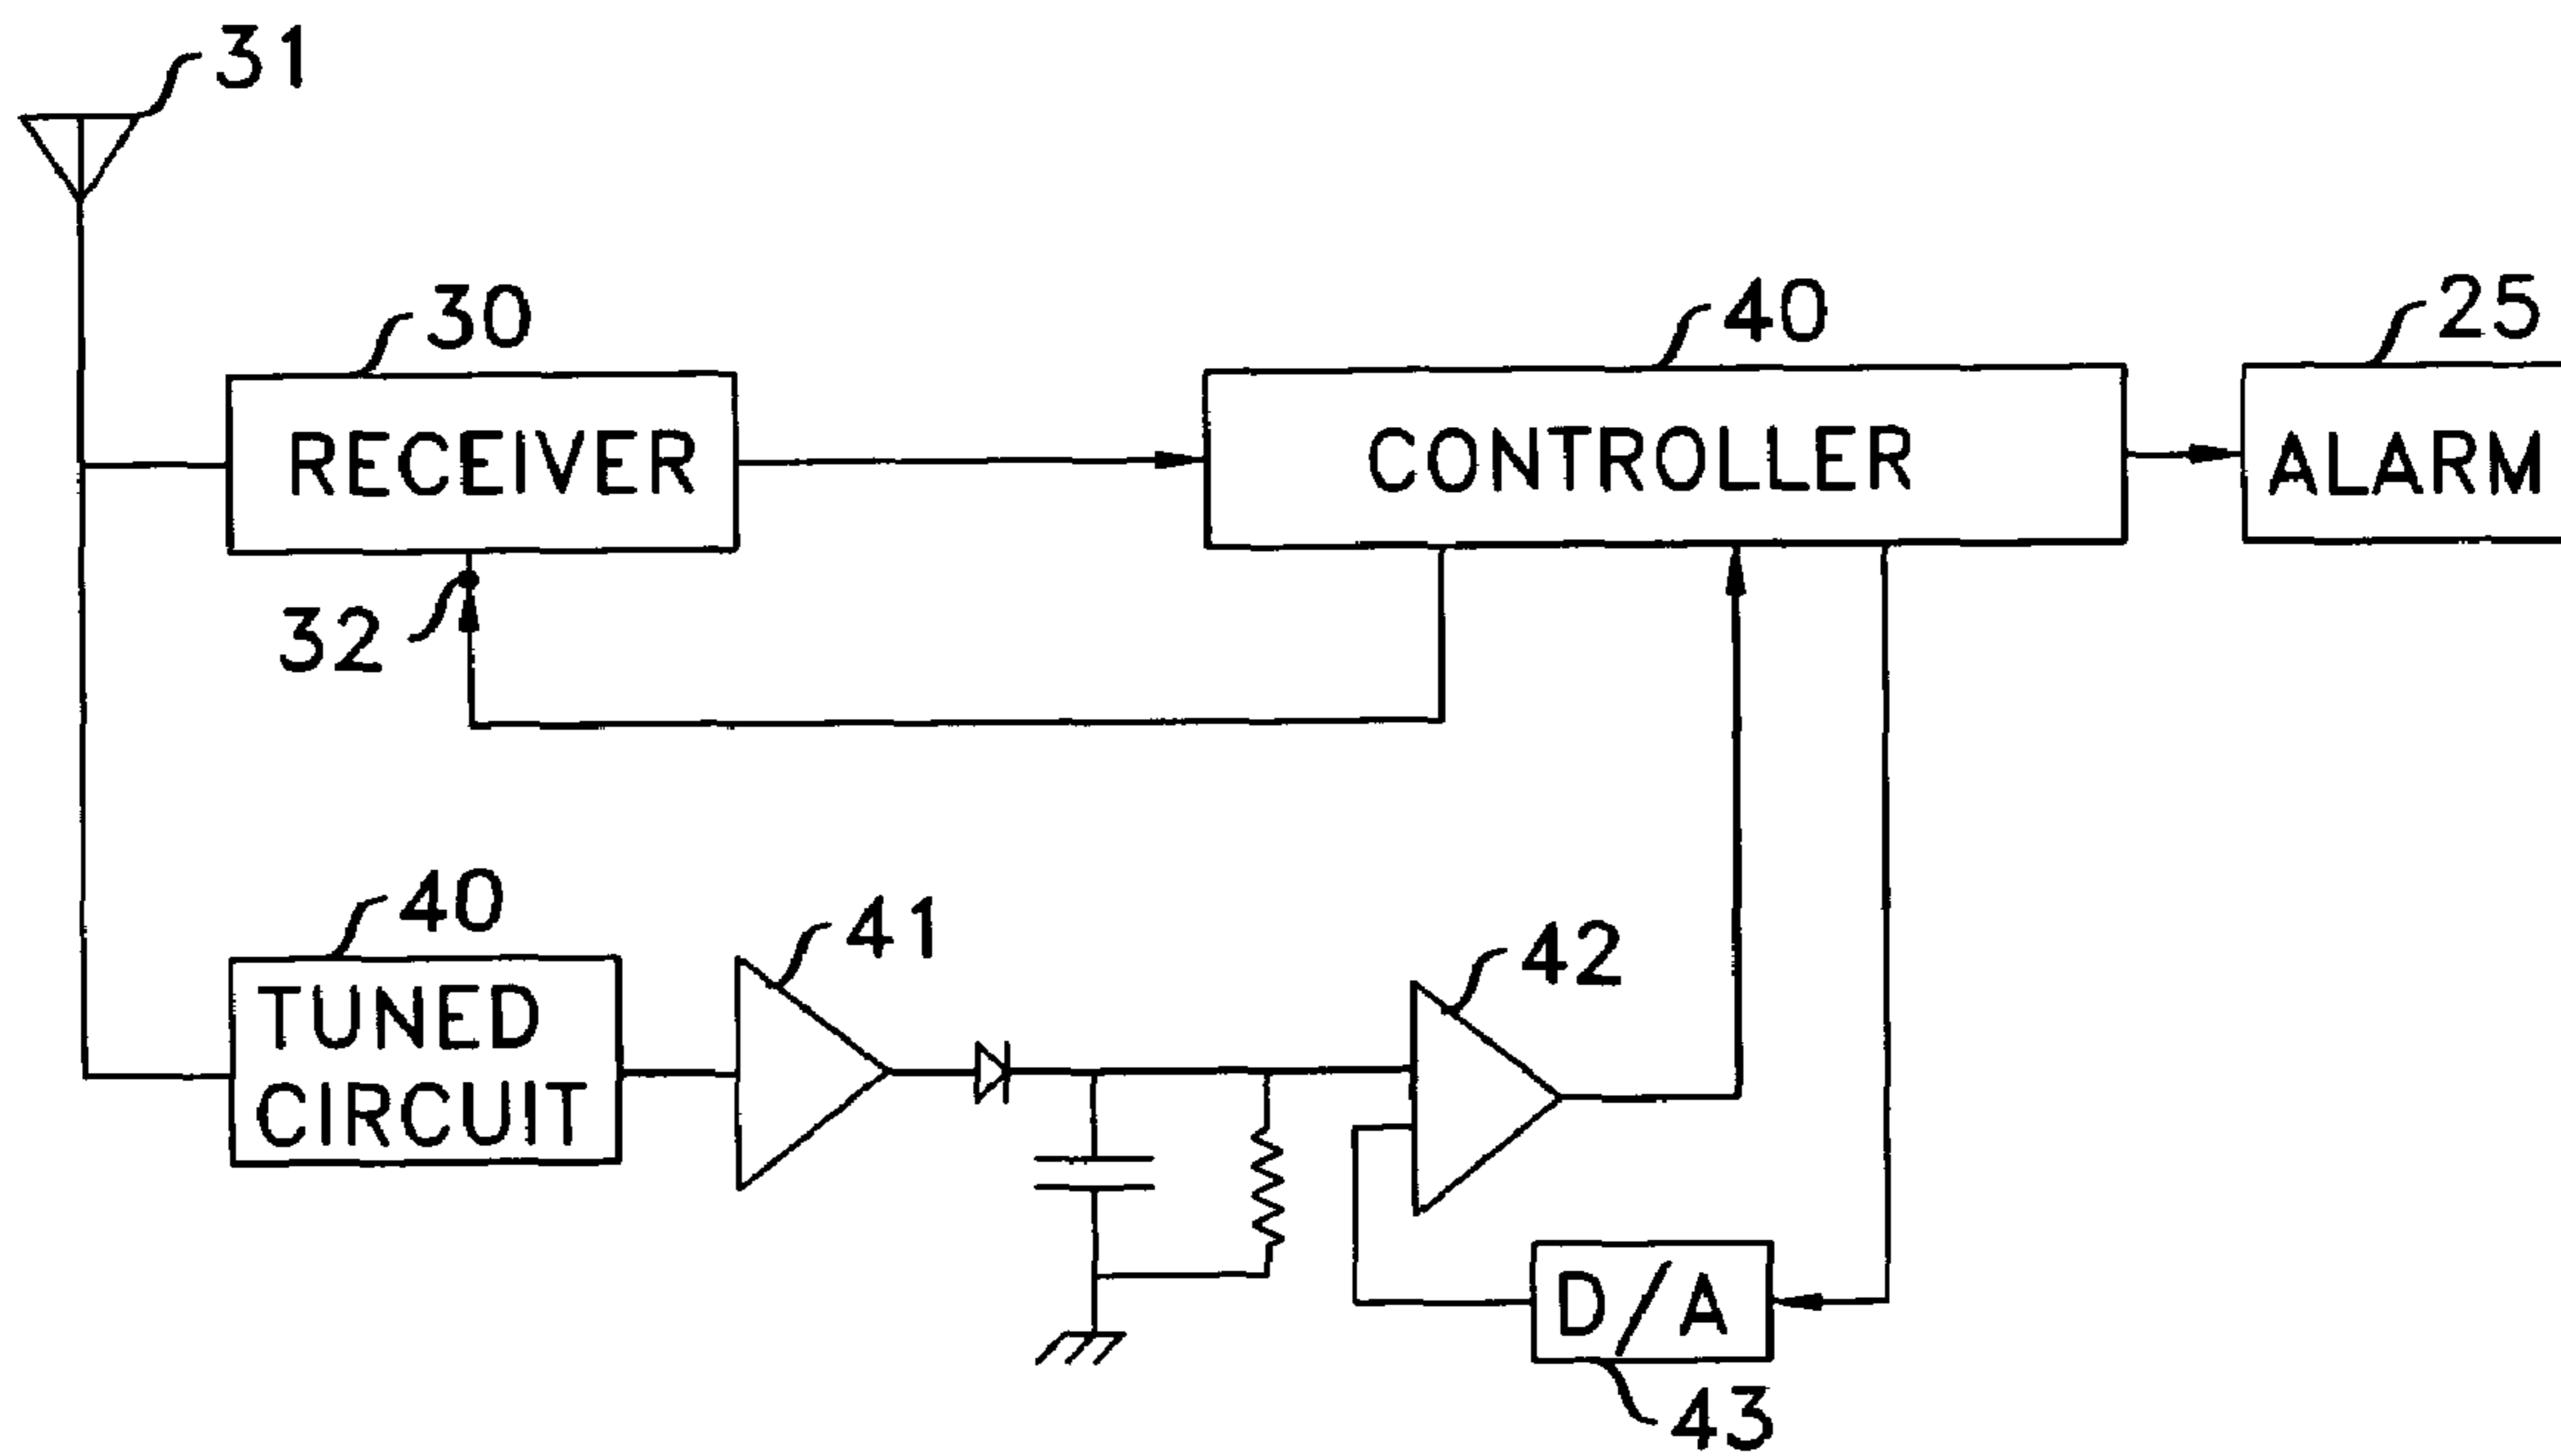 31
30
40
25
RECEIVER
CONTROLLER
ALARM
32
40
41
42
TUNED
CIRCUIT
D/A
43